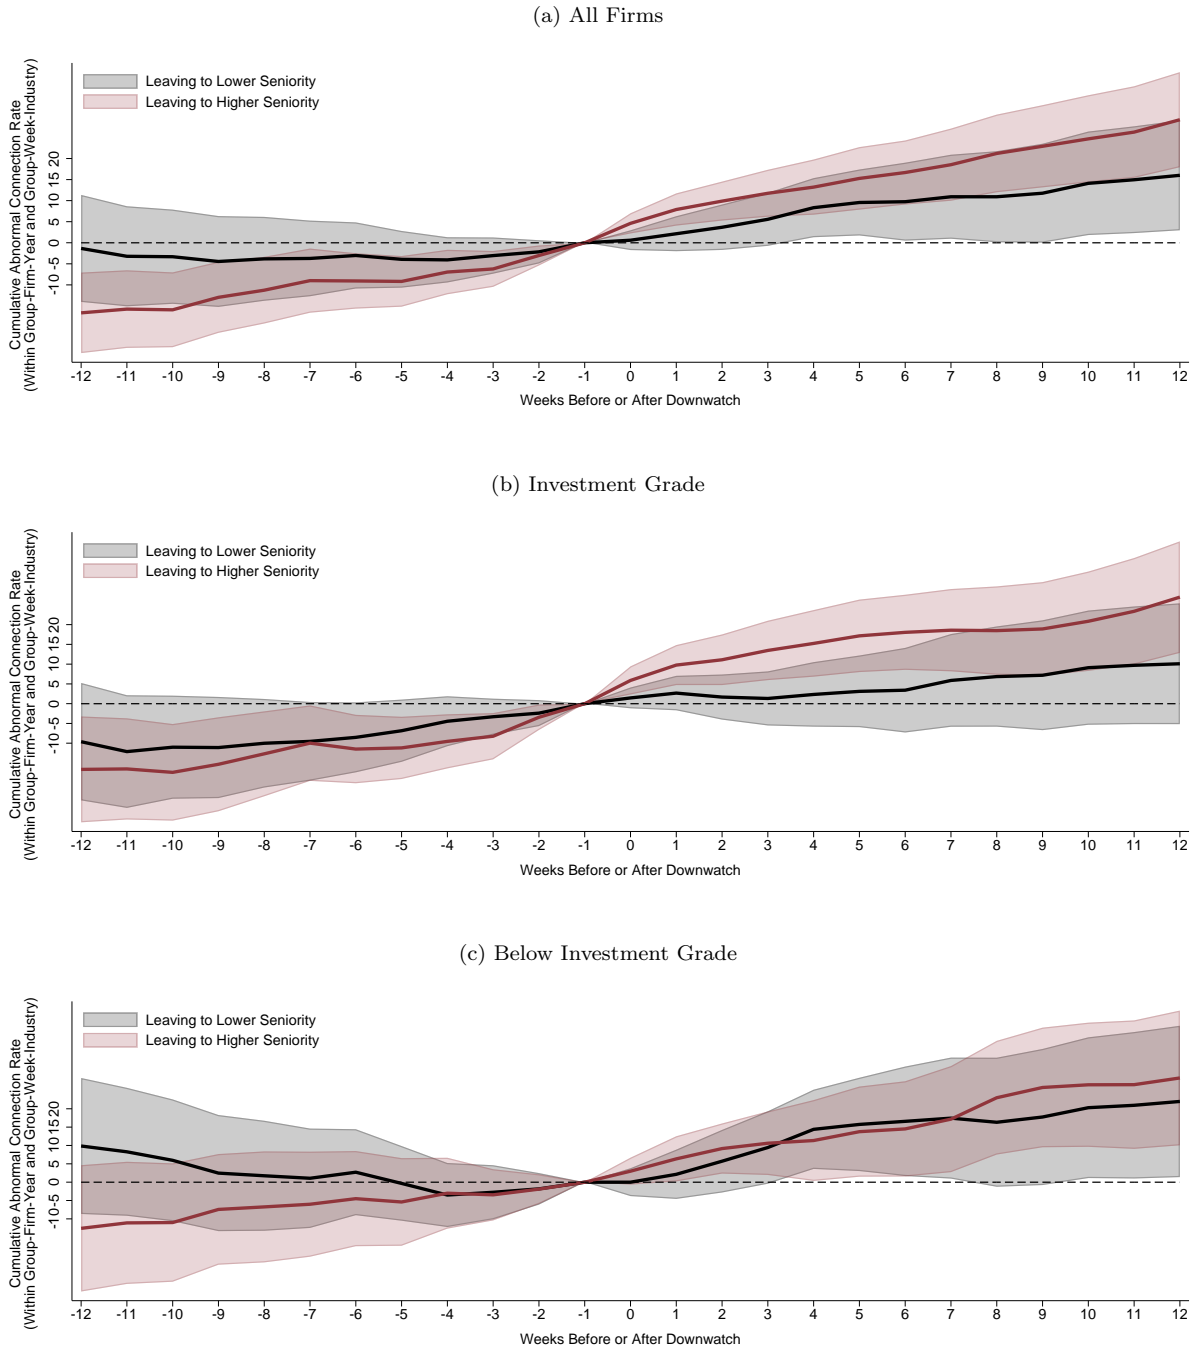 (a) All Firms
Cumulative Abnormal Connection Rate
(Within Group-Firm-Year and Group-Week-Industry)
Leaving to Lower Seniority
Leaving to Higher Seniority
20
15
10
5
0
-5
-10
-12 -11 -10 -9 -8 -7 -6 -5 -4 -3 -2 -1 0 1 2 3 4 5 6 7 8 9 10 11 12
Weeks Before or After Downwatch
(b) Investment Grade
Cumulative Abnormal Connection Rate
(Within Group-Firm-Year and Group-Week-Industry)
Leaving to Lower Seniority
Leaving to Higher Seniority
20
15
10
5
0
-5
-10
-12 -11 -10 -9 -8 -7 -6 -5 -4 -3 -2 -1 0 1 2 3 4 5 6 7 8 9 10 11 12
Weeks Before or After Downwatch
(c) Below Investment Grade
Cumulative Abnormal Connection Rate
(Within Group-Firm-Year and Group-Week-Industry)
Leaving to Lower Seniority
Leaving to Higher Seniority
20
15
10
5
0
-5
-10
-12 -11 -10 -9 -8 -7 -6 -5 -4 -3 -2 -1 0 1 2 3 4 5 6 7 8 9 10 11 12
Weeks Before or After Downwatch